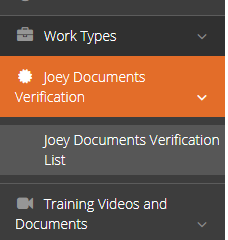 Work Types
Joey Documents
Verification
Joey Documents Verification
List
Training Videos and
Documents